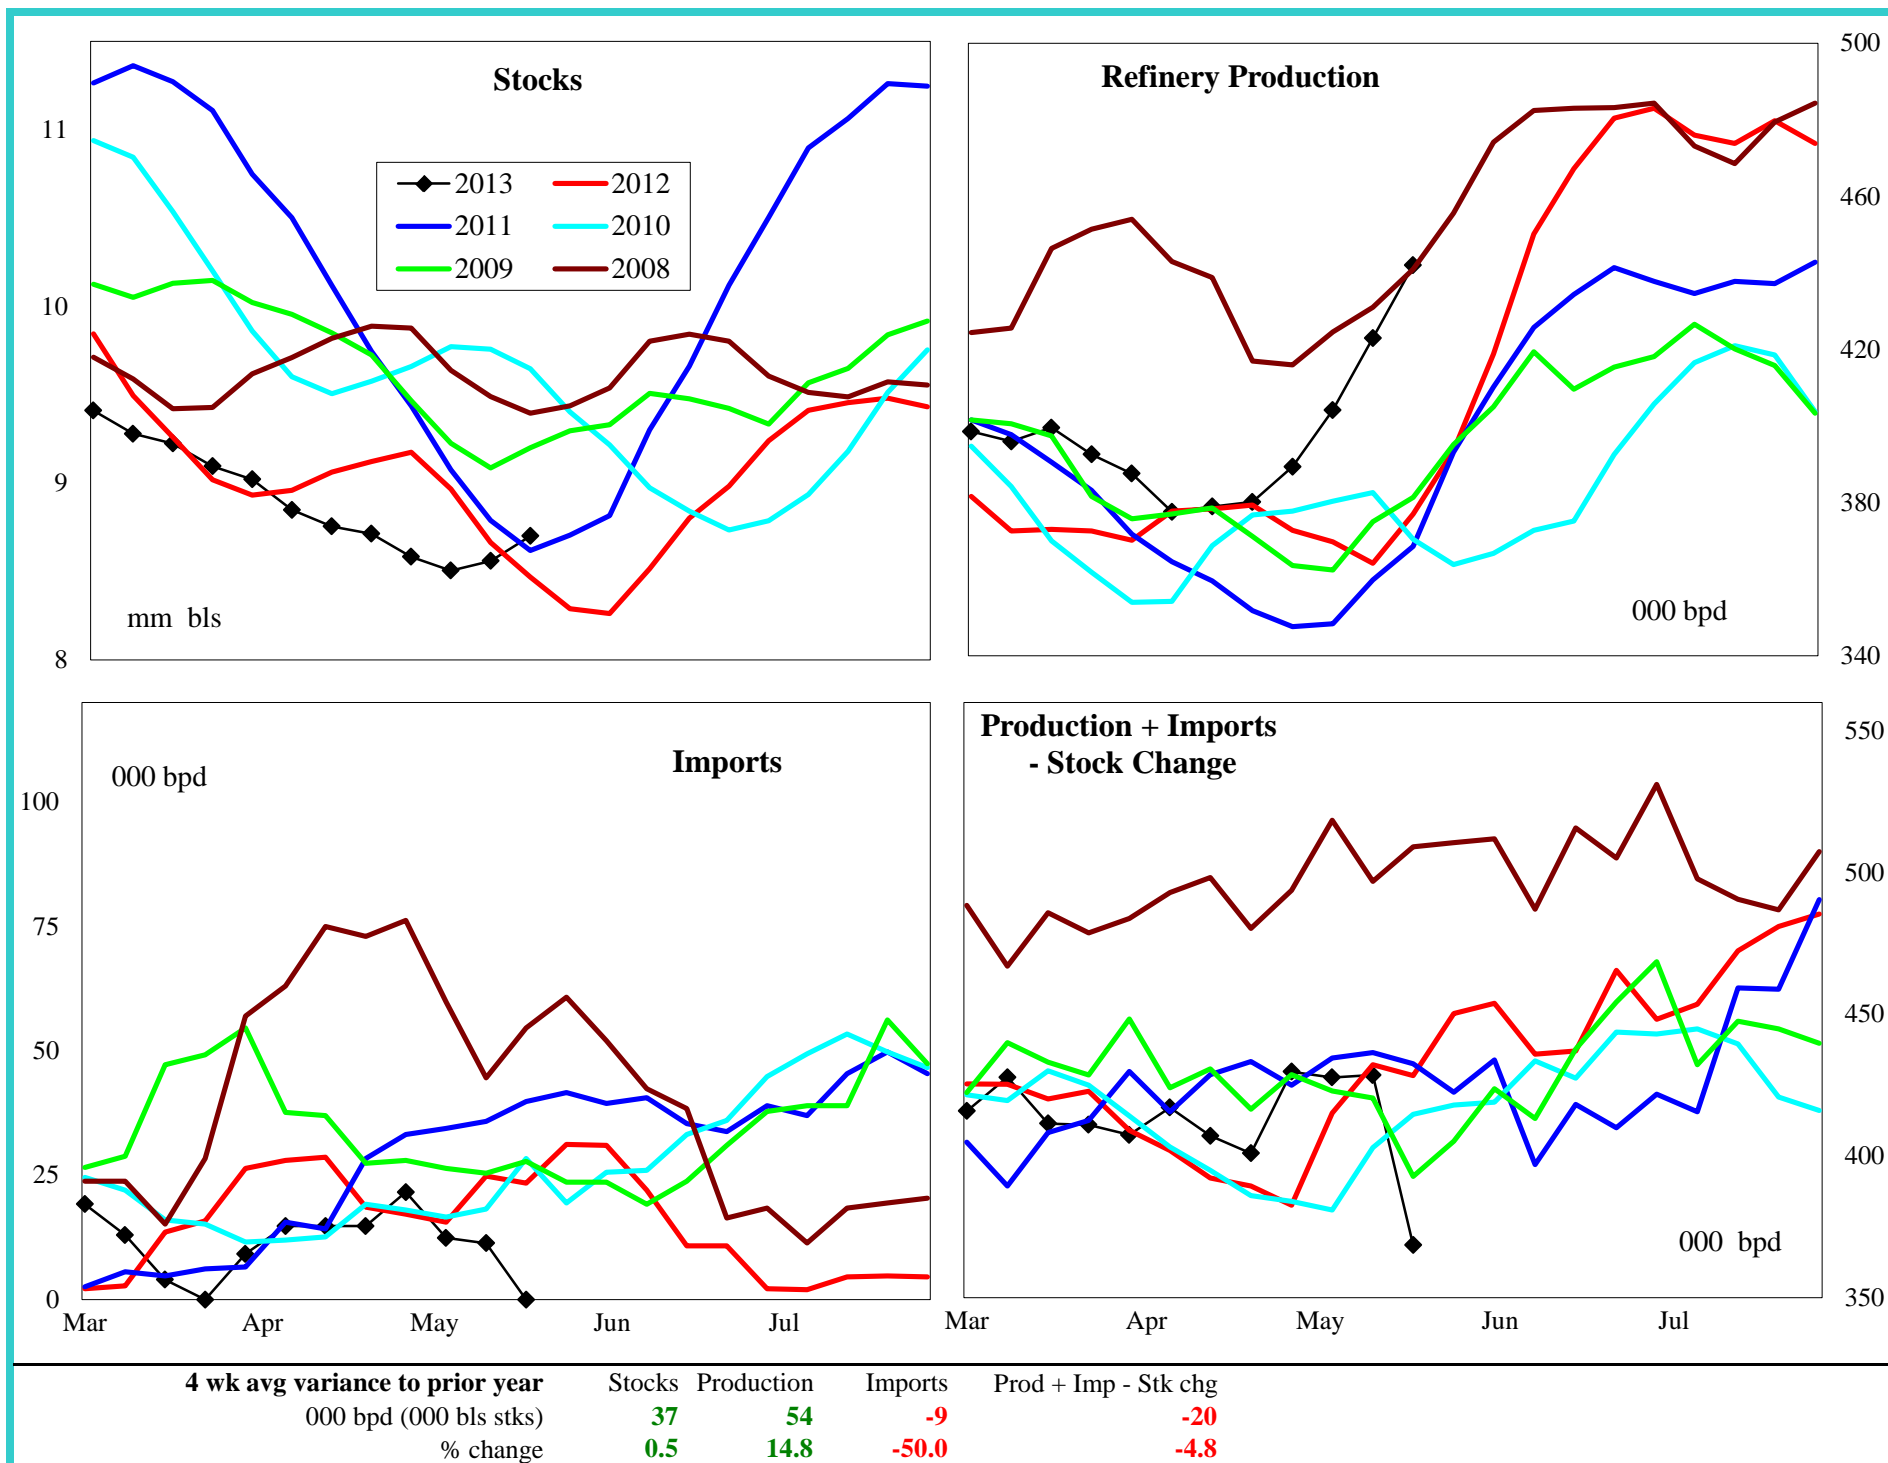 Stocks
11
10
9
8
mm bls
2013 2012
2011 2010
2009 2008
Refinery Production
500
460
420
380
340
000 bpd
Imports
000 bpd
100
75
50
25
0
Mar Apr May Jun Jul
Production + Imports
- Stock Change
550
500
450
400
350
000 bpd
Mar Apr May Jun Jul
4 wk avg variance to prior year Stocks Production Imports Prod + Imp - Stk chg
000 bpd (000 bls stks) 37 54 -9 -20
% change 0.5 14.8 -50.0 -4.8